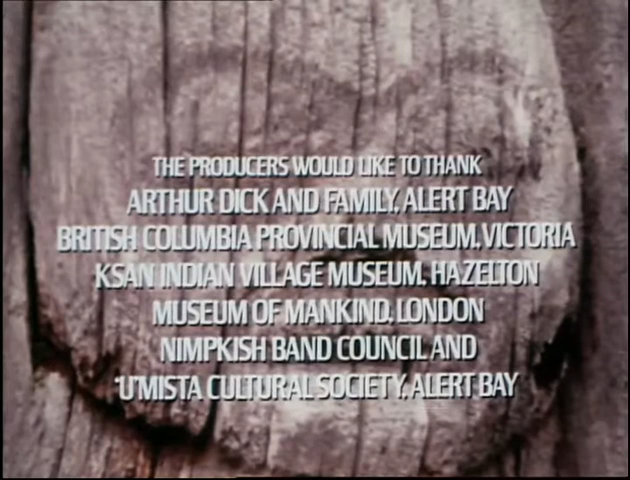 THE PRODUCERS WOULD LIKE TO THANK
ARTHUR DICK AND FAMILY, ALERT BAY
BRITISH COLUMBIA PROVINCIAL MUSEUM, VICTORIA
KSAN INDIAN VILLAGE MUSEUM, HAZELTON
MUSEUM OF MANKIND, LONDON
NIMPKISH BAND COUNCIL AND
'U'MISTA CULTURAL SOCIETY, ALERT BAY